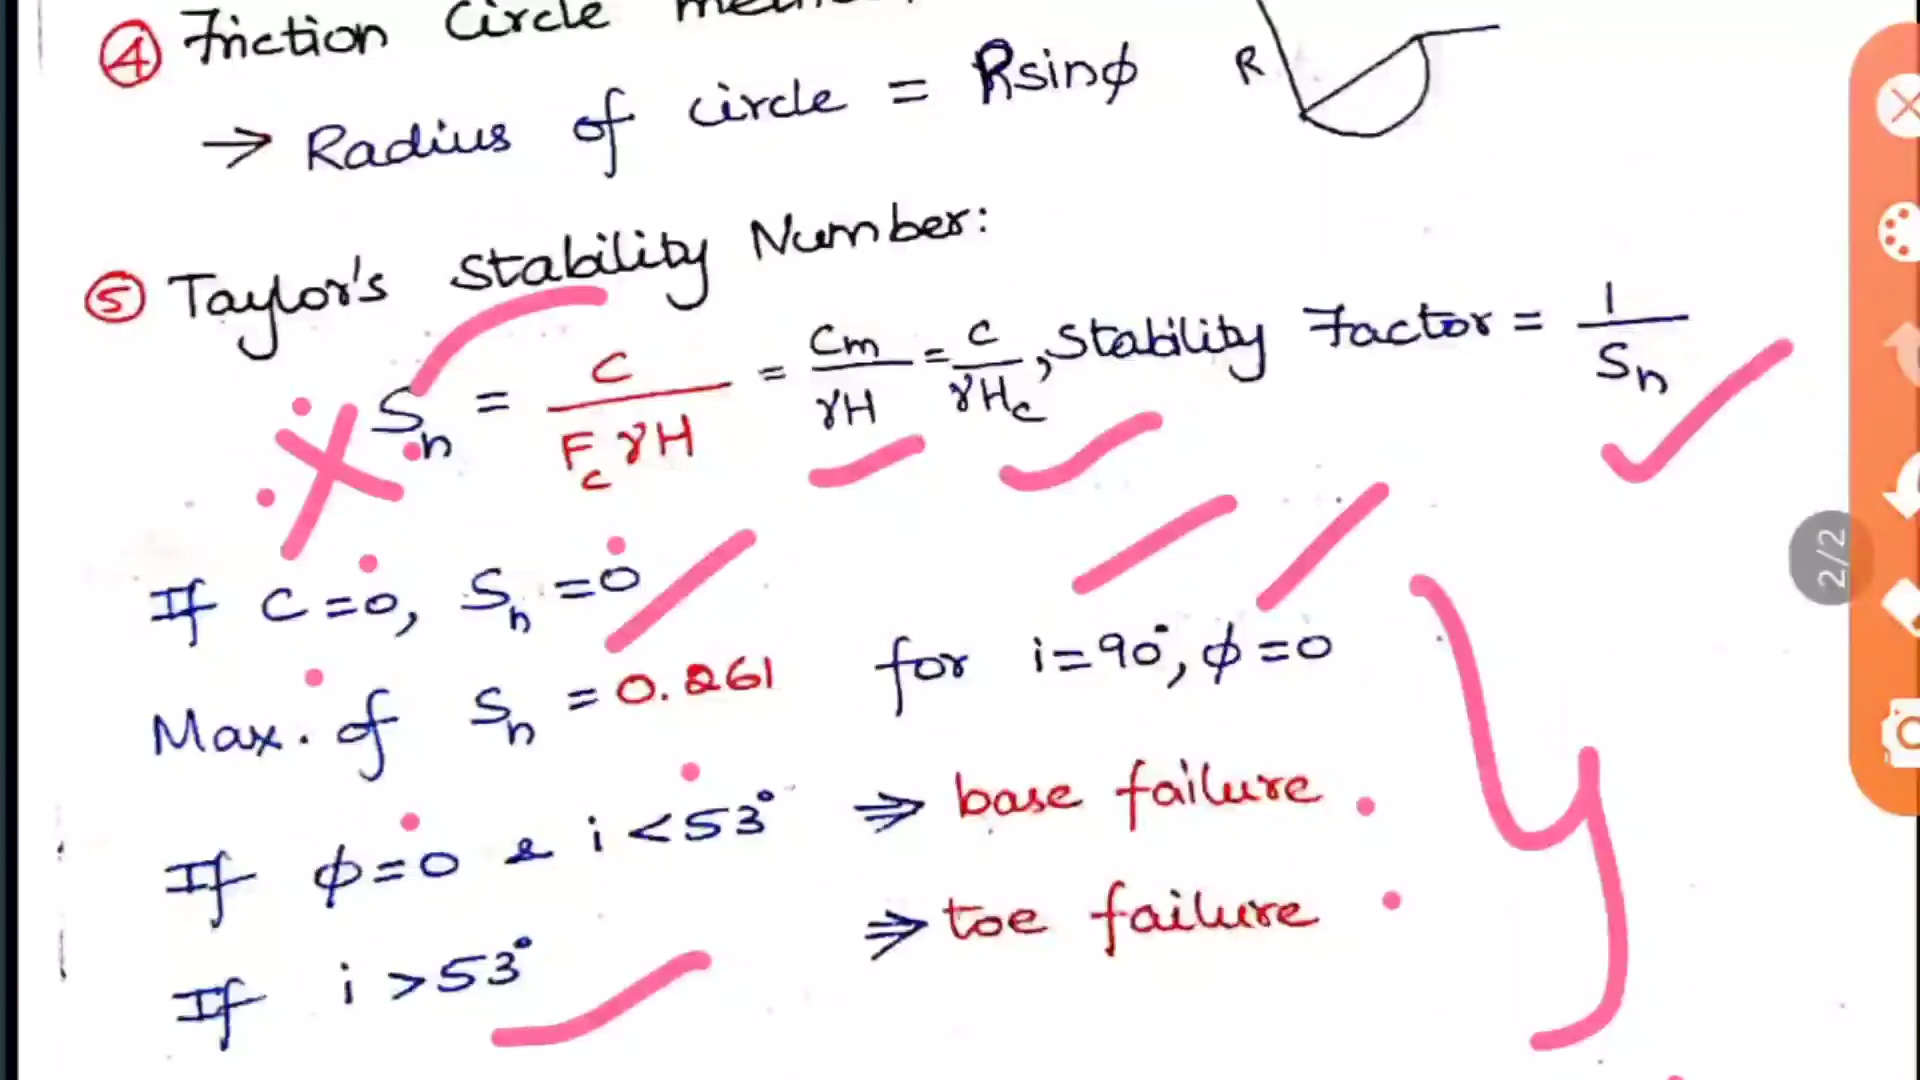 ④ Friction Circle
→ Radius of circle = Rsinϕ
R
⑤ Taylor's Stability Number:
Sn = C / Fc γH = Cm / γH = C / γHc, Stability Factor = 1 / Sn
If C=0, Sn=0
Max. of Sn = 0.261 for i=90°, ϕ=0
If ϕ=0 & i<53° ⇒ base failure
If i>53° ⇒ toe failure
2/2